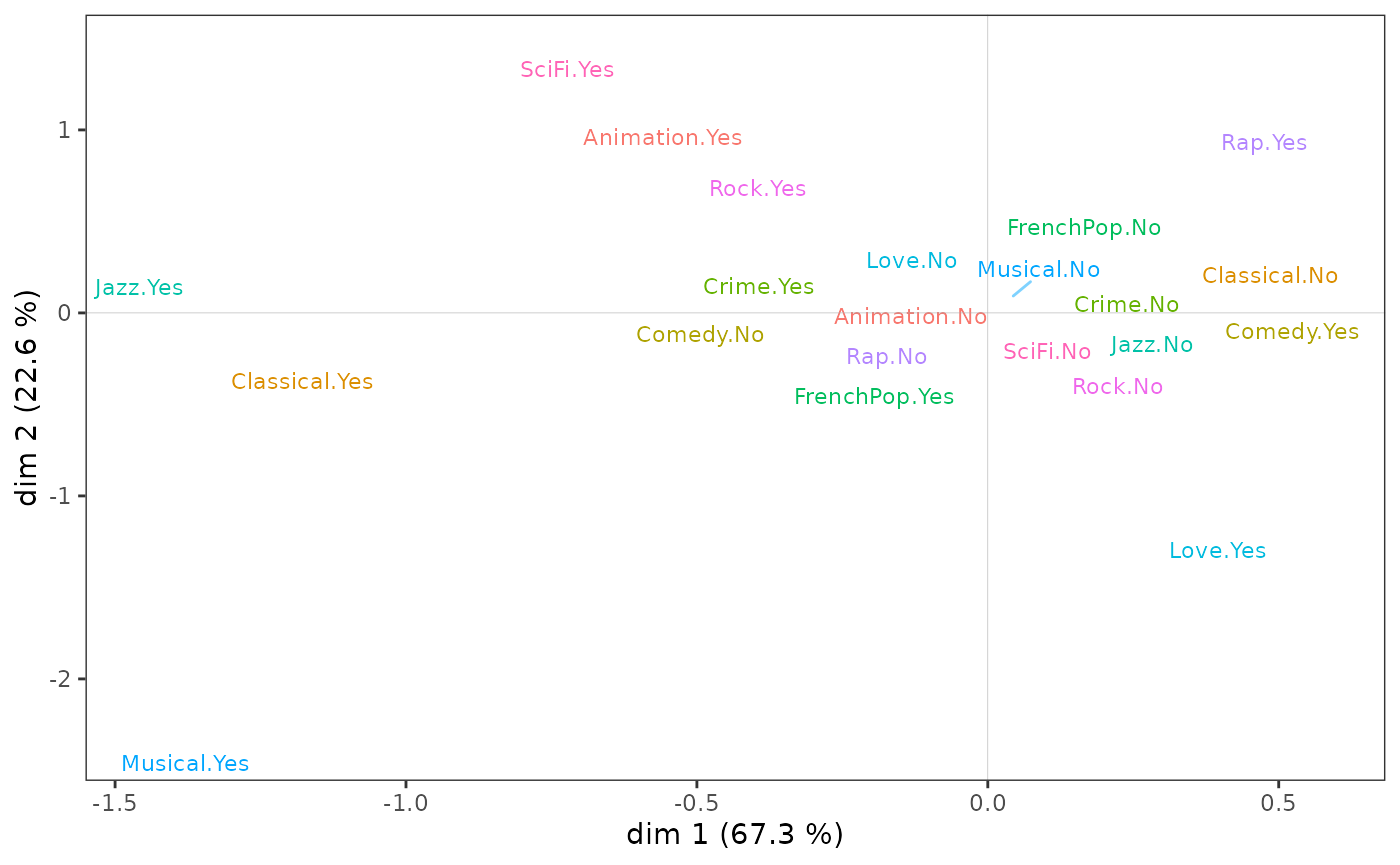 SciFi.Yes
Animation.Yes
Rap.Yes
Rock.Yes
FrenchPop.No
Love.No
Musical.No
Classical.No
Jazz.Yes
Crime.Yes
Crime.No
Animation.No
Comedy.No
Comedy.Yes
Rap.No
SciFi.No
Jazz.No
Classical.Yes
Rock.No
FrenchPop.Yes
Love.Yes
Musical.Yes
1
0
-1
-2
dim 2 (22.6 %)
-1.5 -1.0 -0.5 0.0 0.5
dim 1 (67.3 %)